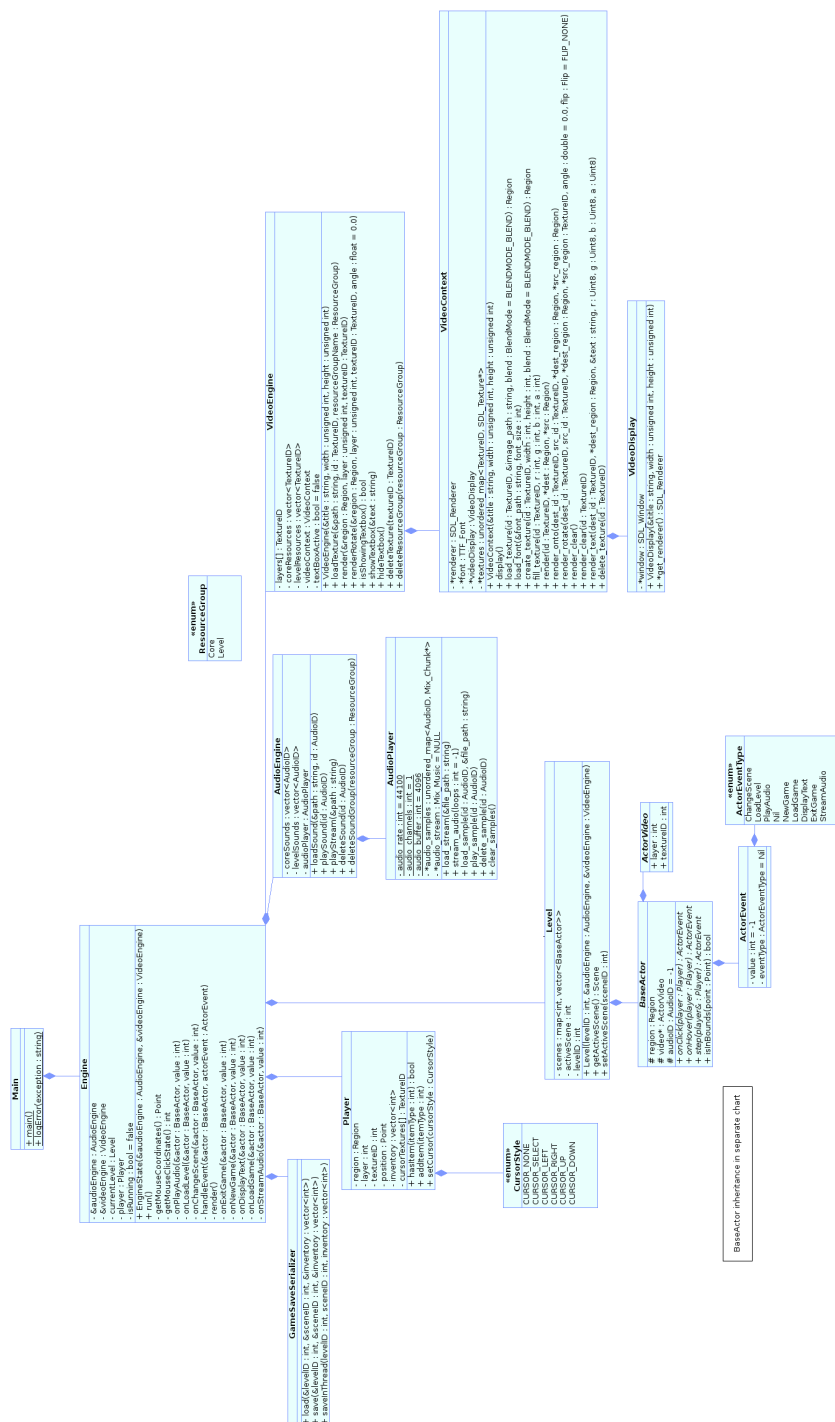 Main
+ main()
+ logError(exception : string)
Engine
- &audioEngine : AudioEngine
- &videoEngine : VideoEngine
- currentLevel : Level
- player : Player
- isRunning : bool = false
+ EngineState(&audioEngine : AudioEngine, &videoEngine : VideoEngine)
+ run()
- getMouseCoordinates() : Point
- getMouseClickState() : int
- onPlayAudio(&actor : BaseActor, value : int)
- onLoadLevel(&actor : BaseActor, value : int)
- onChangeScene(&actor : BaseActor, value : int)
- handleEvent(&actor : BaseActor, actorEvent : ActorEvent)
- render()
- onExitGame(&actor : BaseActor, value : int)
- onNewGame(&actor : BaseActor, value : int)
- onDisplayText(&actor : BaseActor, value : int)
- onLoadGame(&actor : BaseActor, value : int)
- onStreamAudio(&actor : BaseActor, value : int)
GameSaveSerializer
+ load(&levelID : int, &sceneID : int, &inventory : vector<int>)
+ save(&levelID : int, &sceneID : int, &inventory : vector<int>)
+ saveInThread(levelID : int, sceneID : int, inventory : vector<int>)
Player
- region : Region
- layer : int
- textureID : int
- position : Point
- inventory : vector<int>
- cursorTextures[] : TextureID
+ hasItem(itemType : int) : bool
+ addItem(itemType : int)
+ setCursor(cursorStyle : CursorStyle)
«enum»
CursorStyle
CURSOR_NONE
CURSOR_SELECT
CURSOR_LEFT
CURSOR_RIGHT
CURSOR_UP
CURSOR_DOWN
«enum»
ResourceGroup
Core
Level
AudioEngine
- coreSounds : vector<AudioID>
- levelSounds : vector<AudioID>
- audioPlayer : AudioPlayer
+ loadSound(&path : string, id : AudioID)
+ playSound(id : AudioID)
+ playStream(&path : string)
+ deleteSound(id : AudioID)
+ deleteSoundGroup(resourceGroup : ResourceGroup)
AudioPlayer
- audio_rate : int = 44100
- audio_channels : int = 1
- audio_buffer : int = 4096
- *audio_samples : unordered_map<AudioID, Mix_Chunk*>
- *audio_stream : Mix_Music = NULL
+ load_stream(&file_path : string)
+ stream_audio(loops : int = -1)
+ load_sample(id : AudioID, &file_path : string)
+ play_sample(id : AudioID)
+ delete_sample(id : AudioID)
+ clear_samples()
VideoEngine
- layers[] : TextureID
- coreResources : vector<TextureID>
- levelResources : vector<TextureID>
- videoContext : VideoContext
- textBoxActive : bool = false
+ VideoEngine(&title : string, width : unsigned int, height : unsigned int)
+ loadTexture(&path : string, id : TextureID, resourceGroupName : ResourceGroup)
+ render(&region : Region, layer : unsigned int, textureID : TextureID)
+ renderRotate(&region : Region, layer : unsigned int, textureID : TextureID, angle : float = 0.0)
+ isShowingTextbox() : bool
+ showTextbox(&text : string)
+ hideTextbox()
+ deleteTexture(textureID : TextureID)
+ deleteResourceGroup(resourceGroup : ResourceGroup)
VideoContext
- *renderer : SDL_Renderer
- *font : TTF_Font
- *videoDisplay : VideoDisplay
- *textures : unordered_map<TextureID, SDL_Texture*>
+ VideoContext(&title : string, width : unsigned int, height : unsigned int)
+ display()
+ load_texture(id : TextureID, &image_path : string, blend : BlendMode = BLENDMODE_BLEND) : Region
+ load_font(&font_path : string, font_size : int)
+ create_texture(id : TextureID, width : int, height : int, blend : BlendMode = BLENDMODE_BLEND) : Region
+ fill_texture(id : TextureID, r : int, g : int, b : int, a : int)
+ render(id : TextureID, *dest : Region, *src : Region)
+ render_onto(dest_id : TextureID, src_id : TextureID, *dest_region : Region, *src_region : Region)
+ render_rotate(dest_id : TextureID, src_id : TextureID, *dest_region : Region, *src_region : TextureID, angle : double = 0.0, flip : Flip = FLIP_NONE)
+ render_clear()
+ render_clear(id : TextureID)
+ render_text(dest_id : TextureID, *dest_region : Region, &text : string, r : Uint8, g : Uint8, b : Uint8, a : Uint8)
+ delete_texture(id : TextureID)
VideoDisplay
- *window : SDL_Window
+ VideoDisplay(&title : string, width : unsigned int, height : unsigned int)
+ *get_renderer() : SDL_Renderer
Level
- scenes : map<int, vector<BaseActor>>
- activeScene : int
- levelID : int
+ Level(levelID : int, &audioEngine : AudioEngine, &videoEngine : VideoEngine)
+ getActiveScene() : Scene
+ setActiveScene(sceneID : int)
BaseActor
# region : Region
# video* : ActorVideo
# audioID : AudioID = -1
+ onClick(player : Player) : ActorEvent
+ onHover(player : Player) : ActorEvent
+ step(player& : Player) : ActorEvent
+ isInBounds(point : Point) : bool
ActorVideo
+ layer : int
+ textureID : int
ActorEvent
- value : int = -1
- eventType : ActorEventType = Nil
«enum»
ActorEventType
ChangeScene
LoadLevel
PlayAudio
Nil
NewGame
LoadGame
DisplayText
ExitGame
StreamAudio
BaseActor inheritance in separate chart